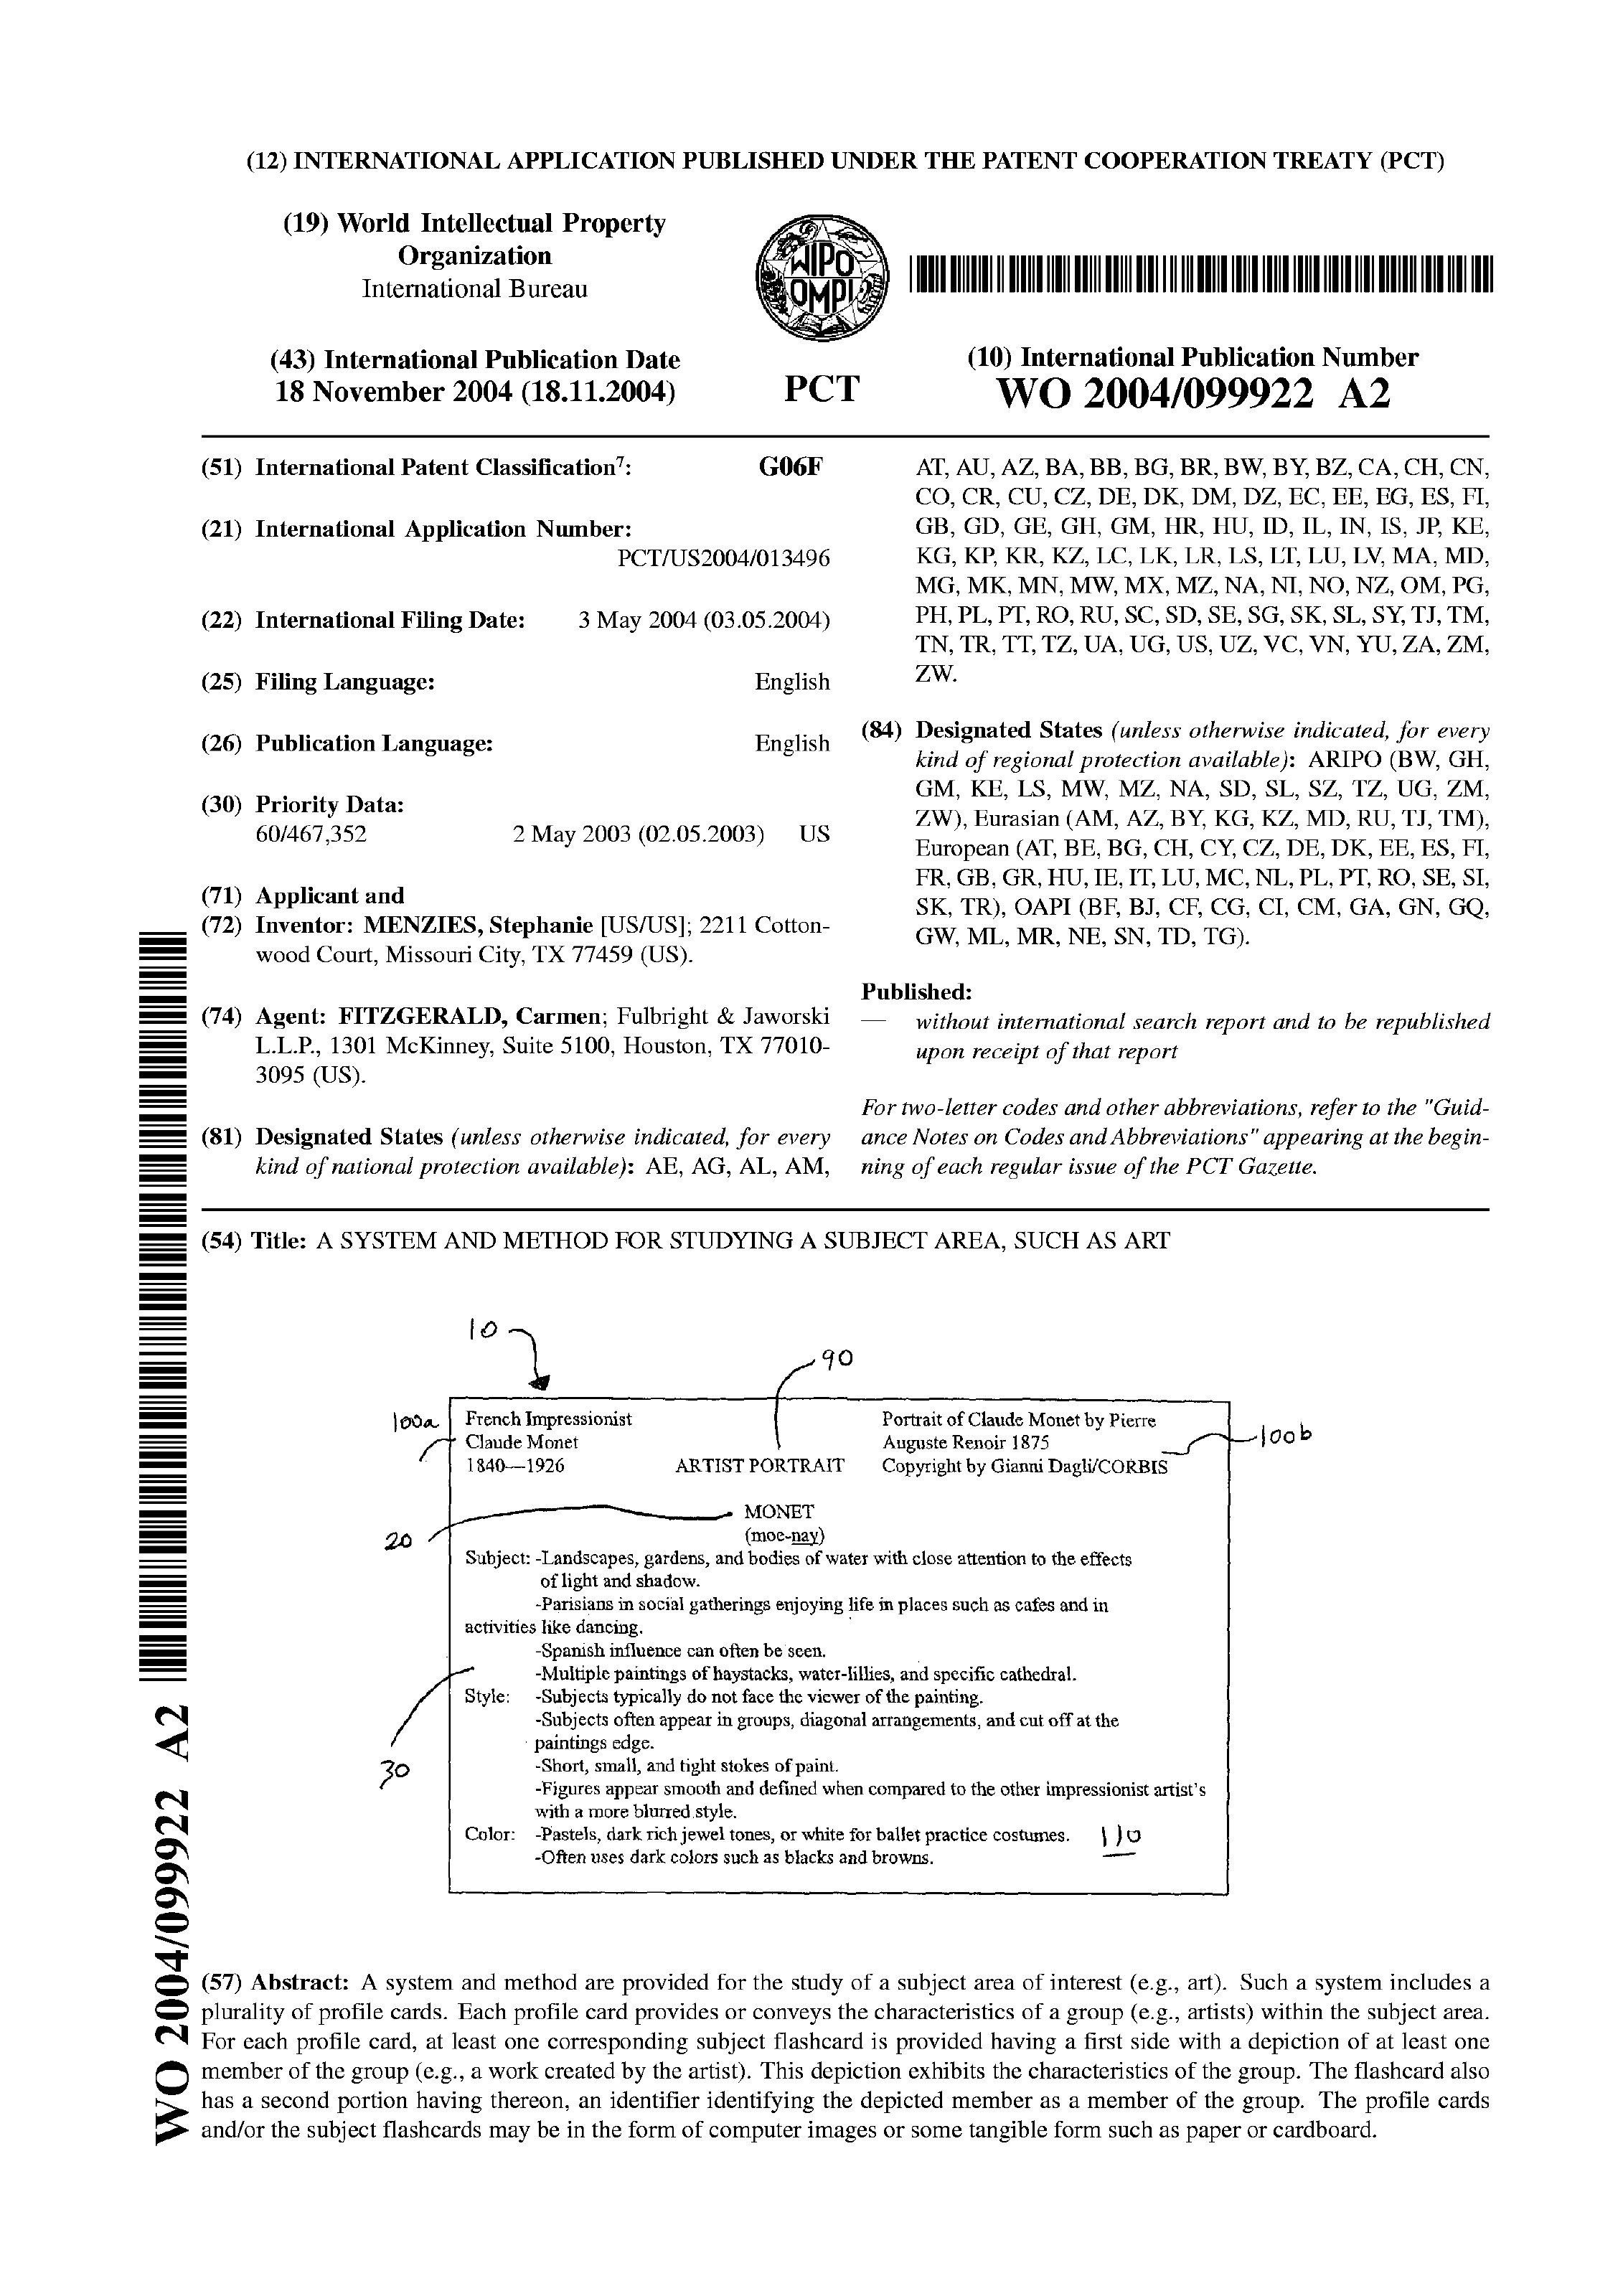 (12) INTERNATIONAL APPLICATION PUBLISHED UNDER THE PATENT COOPERATION TREATY (PCT)
(19) World Intellectual Property
Organization
International Bureau
WIPO
OMPI
(43) International Publication Date
18 November 2004 (18.11.2004)
PCT
(10) International Publication Number
WO 2004/099922 A2
(51) International Patent Classification7: G06F
(21) International Application Number:
PCT/US2004/013496
(22) International Filing Date: 3 May 2004 (03.05.2004)
(25) Filing Language: English
(26) Publication Language: English
(30) Priority Data:
60/467,352 2 May 2003 (02.05.2003) US
(71) Applicant and
(72) Inventor: MENZIES, Stephanie [US/US]; 2211 Cotton-
wood Court, Missouri City, TX 77459 (US).
(74) Agent: FITZGERALD, Carmen; Fulbright & Jaworski
L.L.P., 1301 McKinney, Suite 5100, Houston, TX 77010-
3095 (US).
(81) Designated States (unless otherwise indicated, for every
kind of national protection available): AE, AG, AL, AM,
AT, AU, AZ, BA, BB, BG, BR, BW, BY, BZ, CA, CH, CN,
CO, CR, CU, CZ, DE, DK, DM, DZ, EC, EE, EG, ES, FI,
GB, GD, GE, GH, GM, HR, HU, ID, IL, IN, IS, JP, KE,
KG, KP, KR, KZ, LC, LK, LR, LS, LT, LU, LV, MA, MD,
MG, MK, MN, MW, MX, MZ, NA, NI, NO, NZ, OM, PG,
PH, PL, PT, RO, RU, SC, SD, SE, SG, SK, SL, SY, TJ, TM,
TN, TR, TT, TZ, UA, UG, US, UZ, VC, VN, YU, ZA, ZM,
ZW.
(84) Designated States (unless otherwise indicated, for every
kind of regional protection available): ARIPO (BW, GH,
GM, KE, LS, MW, MZ, NA, SD, SL, SZ, TZ, UG, ZM,
ZW), Eurasian (AM, AZ, BY, KG, KZ, MD, RU, TJ, TM),
European (AT, BE, BG, CH, CY, CZ, DE, DK, EE, ES, FI,
FR, GB, GR, HU, IE, IT, LU, MC, NL, PL, PT, RO, SE, SI,
SK, TR), OAPI (BF, BJ, CF, CG, CI, CM, GA, GN, GQ,
GW, ML, MR, NE, SN, TD, TG).
Published:
— without international search report and to be republished
upon receipt of that report
For two-letter codes and other abbreviations, refer to the "Guid-
ance Notes on Codes and Abbreviations" appearing at the begin-
ning of each regular issue of the PCT Gazette.
(54) Title: A SYSTEM AND METHOD FOR STUDYING A SUBJECT AREA, SUCH AS ART
10
90
100a
French Impressionist
Claude Monet
1840—1926
ARTIST PORTRAIT
Portrait of Claude Monet by Pierre
Auguste Renoir 1875
Copyright by Gianni Dagli/CORBIS
100b
20
MONET
(moe-nay)
Subject: -Landscapes, gardens, and bodies of water with close attention to the effects
of light and shadow.
-Parisians in social gatherings enjoying life in places such as cafes and in
activities like dancing.
-Spanish influence can often be seen.
-Multiple paintings of haystacks, water-lillies, and specific cathedral.
Style: -Subjects typically do not face the viewer of the painting.
-Subjects often appear in groups, diagonal arrangements, and cut off at the
paintings edge.
30
-Short, small, and tight stokes of paint.
-Figures appear smooth and defined when compared to the other impressionist artist's
with a more blurred style.
Color: -Pastels, dark rich jewel tones, or white for ballet practice costumes.
110
-Often uses dark colors such as blacks and browns.
(57) Abstract: A system and method are provided for the study of a subject area of interest (e.g., art). Such a system includes a
plurality of profile cards. Each profile card provides or conveys the characteristics of a group (e.g., artists) within the subject area.
For each profile card, at least one corresponding subject flashcard is provided having a first side with a depiction of at least one
member of the group (e.g., a work created by the artist). This depiction exhibits the characteristics of the group. The flashcard also
has a second portion having thereon, an identifier identifying the depicted member as a member of the group. The profile cards
and/or the subject flashcards may be in the form of computer images or some tangible form such as paper or cardboard.
WO 2004/099922 A2